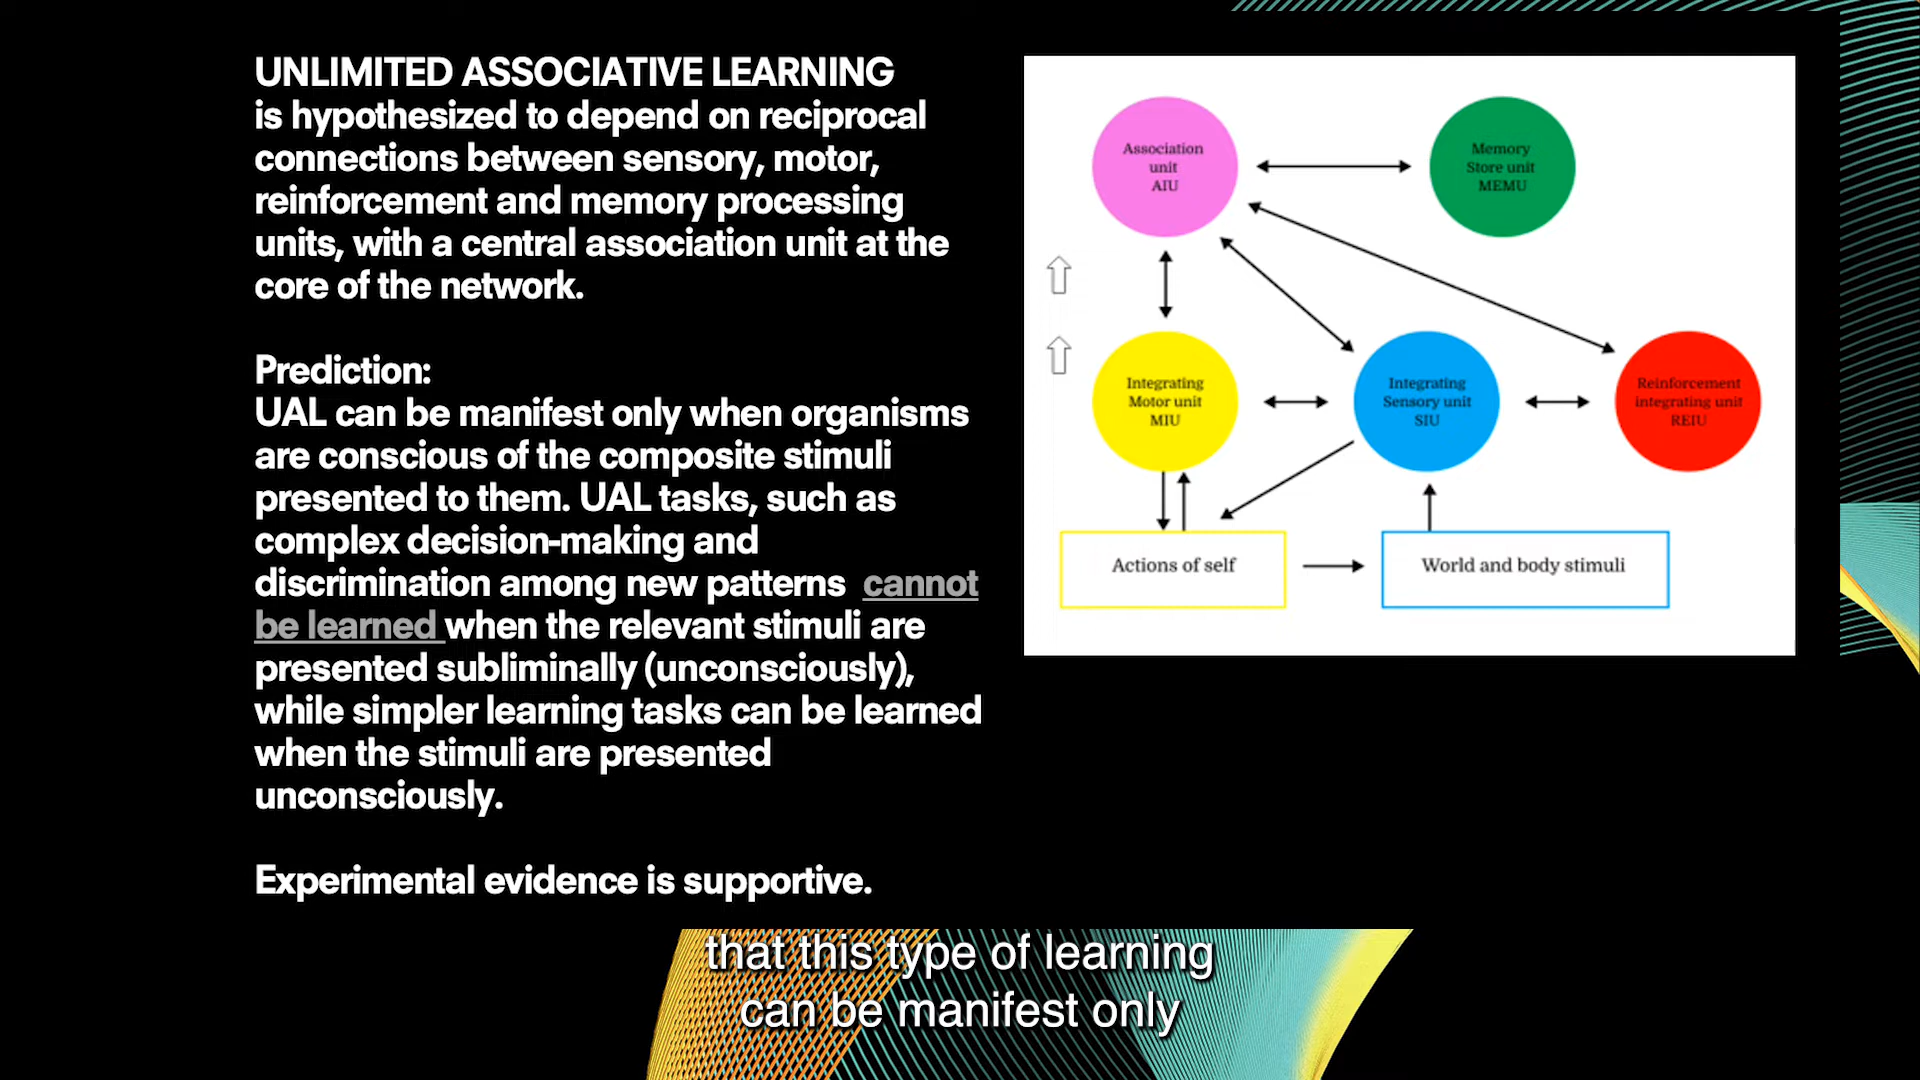 UNLIMITED ASSOCIATIVE LEARNING
is hypothesized to depend on reciprocal
connections between sensory, motor,
reinforcement and memory processing
units, with a central association unit at the
core of the network.
Prediction:
UAL can be manifest only when organisms
are conscious of the composite stimuli
presented to them. UAL tasks, such as
complex decision-making and
discrimination among new patterns cannot
be learned when the relevant stimuli are
presented subliminally (unconsciously),
while simpler learning tasks can be learned
when the stimuli are presented
unconsciously.
Experimental evidence is supportive.
Association
unit
AIU
Memory
Store unit
MEMU
Integrating
Motor unit
MIU
Integrating
Sensory unit
SIU
Reinforcement
integrating unit
REIU
Actions of self
World and body stimuli
that this type of learning
can be manifest only